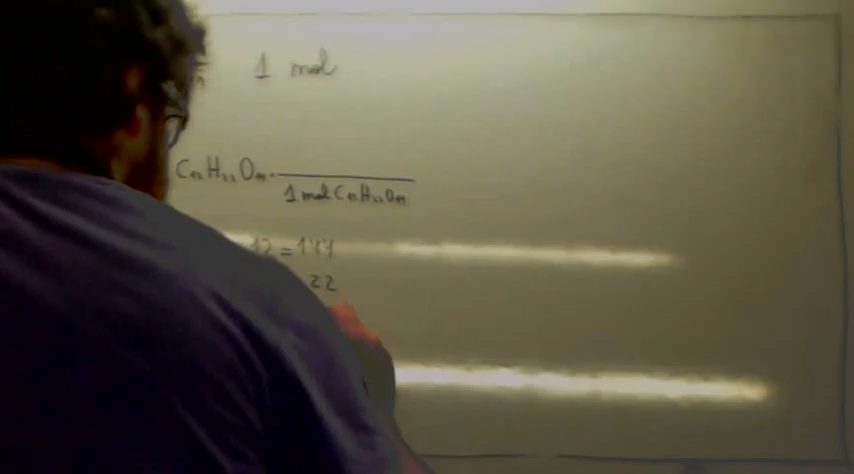 1 mol
C₁₂H₂₂O₁₁·
1 mol C₁₂H₂₂O₁₁
12 = 144
22